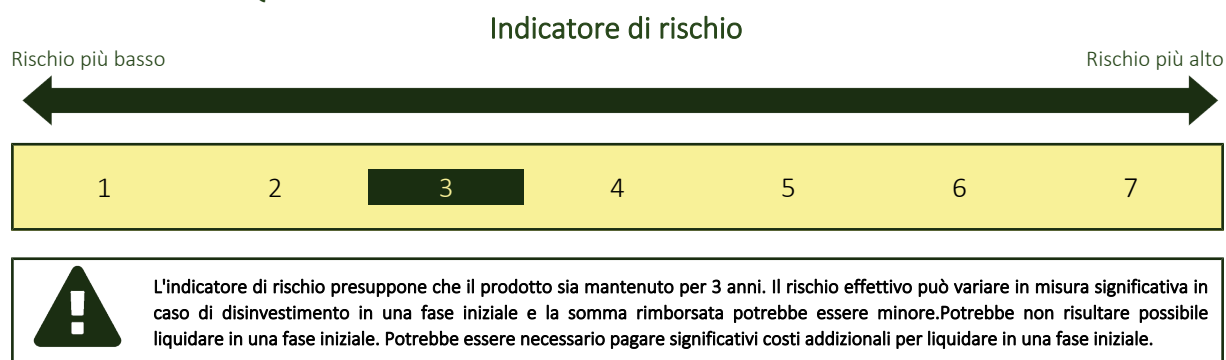 Indicatore di rischio
Rischio più basso
Rischio più alto
1 2 3 4 5 6 7
L'indicatore di rischio presuppone che il prodotto sia mantenuto per 3 anni. Il rischio effettivo può variare in misura significativa in
caso di disinvestimento in una fase iniziale e la somma rimborsata potrebbe essere minore.Potrebbe non risultare possibile
liquidare in una fase iniziale. Potrebbe essere necessario pagare significativi costi addizionali per liquidare in una fase iniziale.